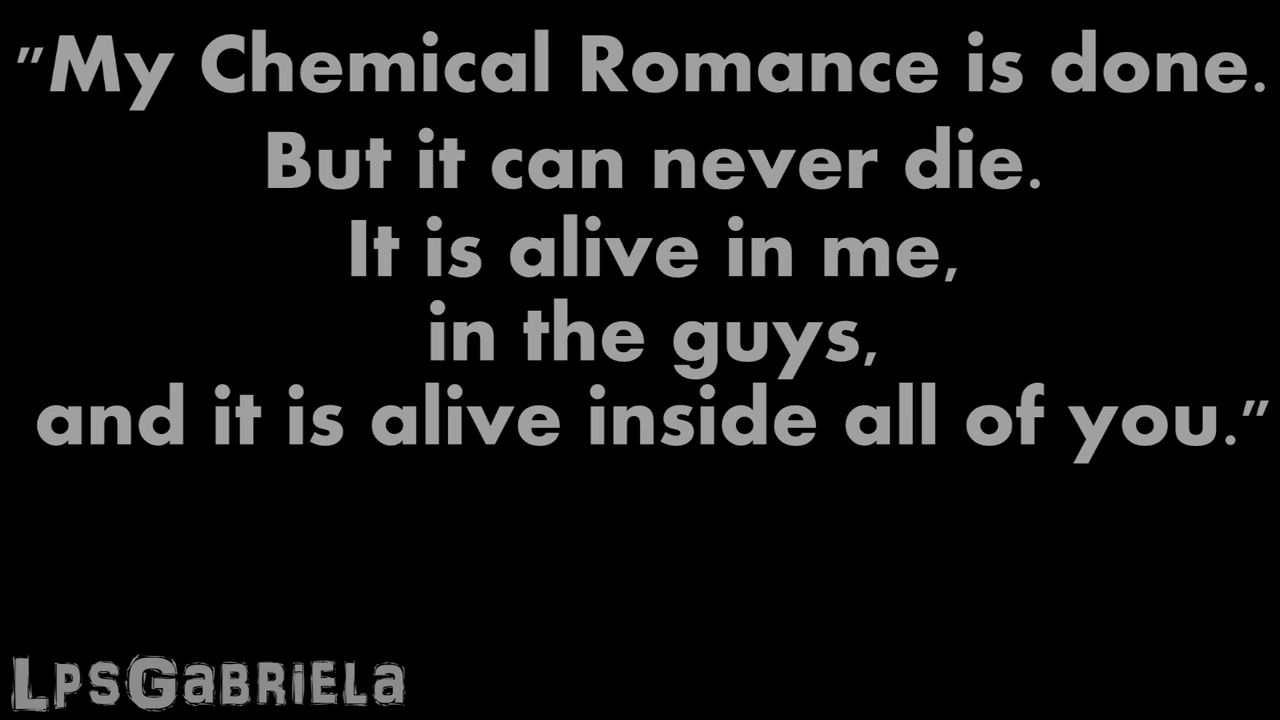 "My Chemical Romance is done.
But it can never die.
It is alive in me,
in the guys,
and it is alive inside all of you."
LpsGabriela